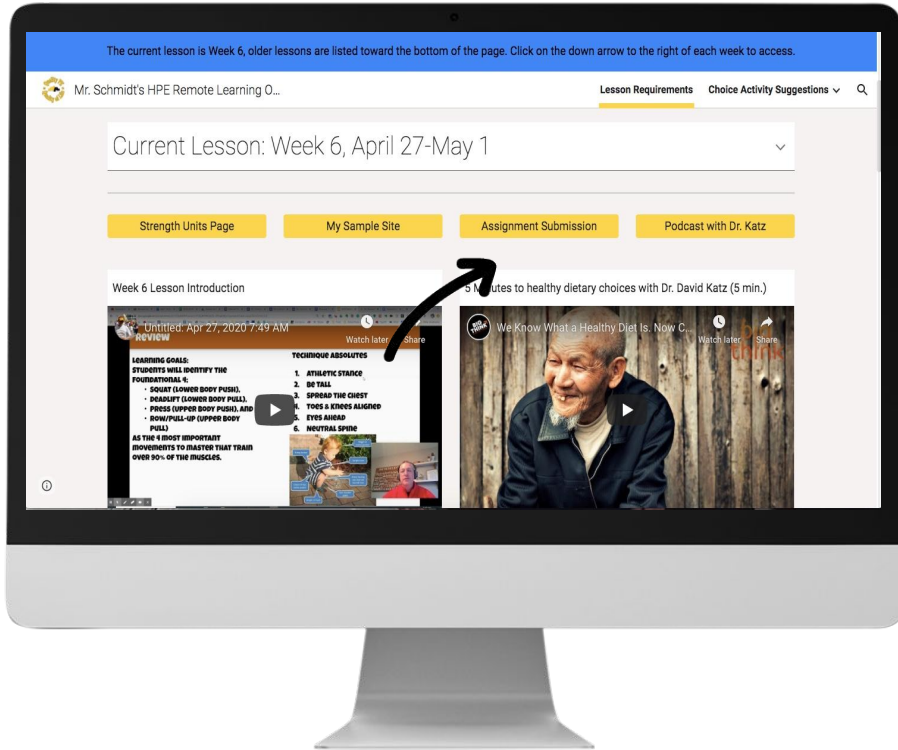 The current lesson is Week 6, older lessons are listed toward the bottom of the page. Click on the down arrow to the right of each week to access.
Mr. Schmidt's HPE Remote Learning O...
Lesson Requirements
Choice Activity Suggestions
Current Lesson: Week 6, April 27-May 1
Strength Units Page
My Sample Site
Assignment Submission
Podcast with Dr. Katz
Week 6 Lesson Introduction
Untitled: Apr 27, 2020 7:49 AM
Watch later
Share
REVIEW
LEARNING GOALS:
STUDENTS WILL IDENTIFY THE
FOUNDATIONAL 4:
• SQUAT (LOWER BODY PUSH),
• DEADLIFT (LOWER BODY PULL),
• PRESS (UPPER BODY PUSH), AND
• ROW/PULL-UP (UPPER BODY
PULL)
AS THE 4 MOST IMPORTANT
MOVEMENTS TO MASTER THAT TRAIN
OVER 90% OF THE MUSCLES.
TECHNIQUE ABSOLUTES
1. ATHLETIC STANCE
2. BE TALL
3. SPREAD THE CHEST
4. TOES & KNEES ALIGNED
5. EYES AHEAD
6. NEUTRAL SPINE
5 M utes to healthy dietary choices with Dr. David Katz (5 min.)
BIG THINK
We Know What a Healthy Diet Is. Now C...
Watch later
Share
think